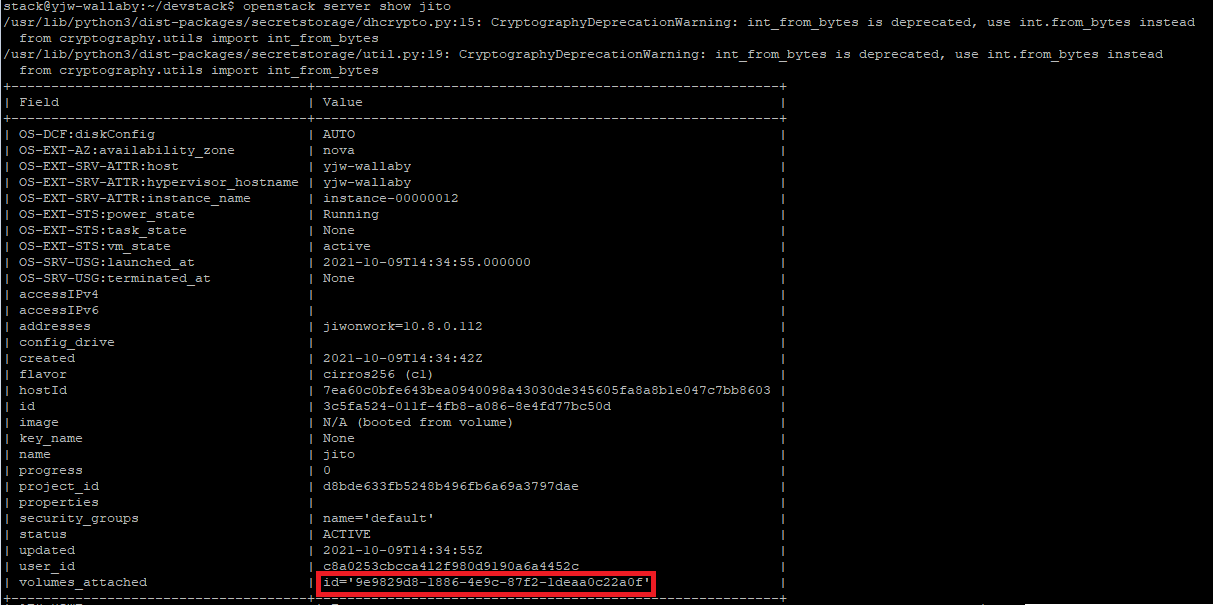 stack@yjw-wallaby:~/devstack$ openstack server show jito
/usr/lib/python3/dist-packages/secretstorage/dhcrypto.py:15: CryptographyDeprecationWarning: int_from_bytes is deprecated, use int.from_bytes instead
  from cryptography.utils import int_from_bytes
/usr/lib/python3/dist-packages/secretstorage/util.py:19: CryptographyDeprecationWarning: int_from_bytes is deprecated, use int.from_bytes instead
  from cryptography.utils import int_from_bytes
+-------------------------------------+----------------------------------------------------------+
| Field                               | Value                                                    |
+-------------------------------------+----------------------------------------------------------+
| OS-DCF:diskConfig                   | AUTO                                                     |
| OS-EXT-AZ:availability_zone         | nova                                                     |
| OS-EXT-SRV-ATTR:host                | yjw-wallaby                                              |
| OS-EXT-SRV-ATTR:hypervisor_hostname | yjw-wallaby                                              |
| OS-EXT-SRV-ATTR:instance_name       | instance-00000012                                        |
| OS-EXT-STS:power_state              | Running                                                  |
| OS-EXT-STS:task_state               | None                                                     |
| OS-EXT-STS:vm_state                 | active                                                   |
| OS-SRV-USG:launched_at              | 2021-10-09T14:34:55.000000                               |
| OS-SRV-USG:terminated_at            | None                                                     |
| accessIPv4                          |                                                          |
| accessIPv6                          |                                                          |
| addresses                           | jiwonwork=10.8.0.112                                     |
| config_drive                        |                                                          |
| created                             | 2021-10-09T14:34:42Z                                     |
| flavor                              | cirros256 (c1)                                           |
| hostId                              | 7ea60c0bfe643bea0940098a43030de345605fa8a8b1e047c7bb8603 |
| id                                  | 3c5fa524-011f-4fb8-a086-8e4fd77bc50d                     |
| image                               | N/A (booted from volume)                                 |
| key_name                            | None                                                     |
| name                                | jito                                                     |
| progress                            | 0                                                        |
| project_id                          | d8bde633fb5248b496fb6a69a3797dae                         |
| properties                          |                                                          |
| security_groups                     | name='default'                                           |
| status                              | ACTIVE                                                   |
| updated                             | 2021-10-09T14:34:55Z                                     |
| user_id                             | c8a0253cbcca412f980d9190a6a4452c                         |
| volumes_attached                    | id='9e9829d8-1886-4e9c-87f2-1deaa0c22a0f'                |
+-------------------------------------+----------------------------------------------------------+